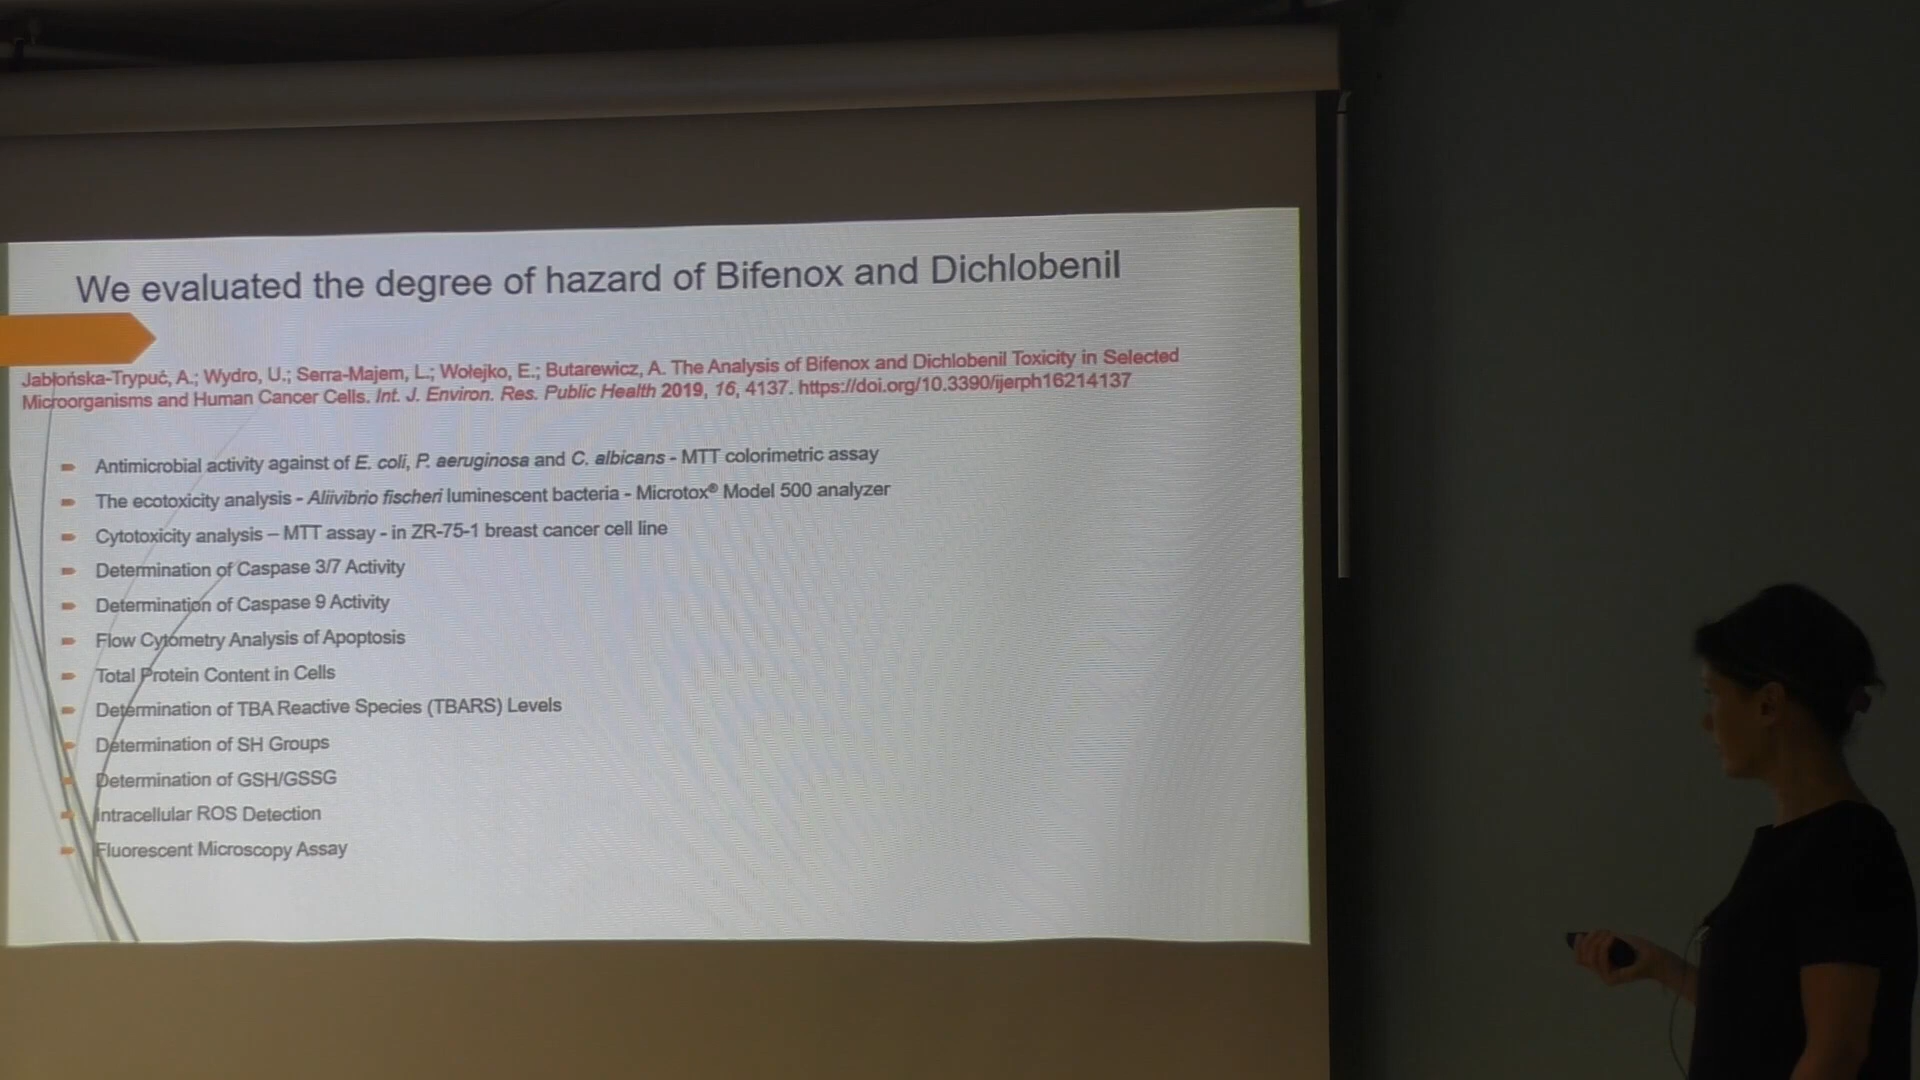 We evaluated the degree of hazard of Bifenox and Dichlobenil
Jabłońska-Trypuć, A.; Wydro, U.; Serra-Majem, L.; Wołejko, E.; Butarewicz, A. The Analysis of Bifenox and Dichlobenil Toxicity in Selected
Microorganisms and Human Cancer Cells. Int. J. Environ. Res. Public Health 2019, 16, 4137. https://doi.org/10.3390/ijerph16214137
Antimicrobial activity against of E. coli, P. aeruginosa and C. albicans - MTT colorimetric assay
The ecotoxicity analysis - Aliivibrio fischeri luminescent bacteria - Microtox® Model 500 analyzer
Cytotoxicity analysis – MTT assay - in ZR-75-1 breast cancer cell line
Determination of Caspase 3/7 Activity
Determination of Caspase 9 Activity
Flow Cytometry Analysis of Apoptosis
Total Protein Content in Cells
Determination of TBA Reactive Species (TBARS) Levels
Determination of SH Groups
Determination of GSH/GSSG
Intracellular ROS Detection
Fluorescent Microscopy Assay